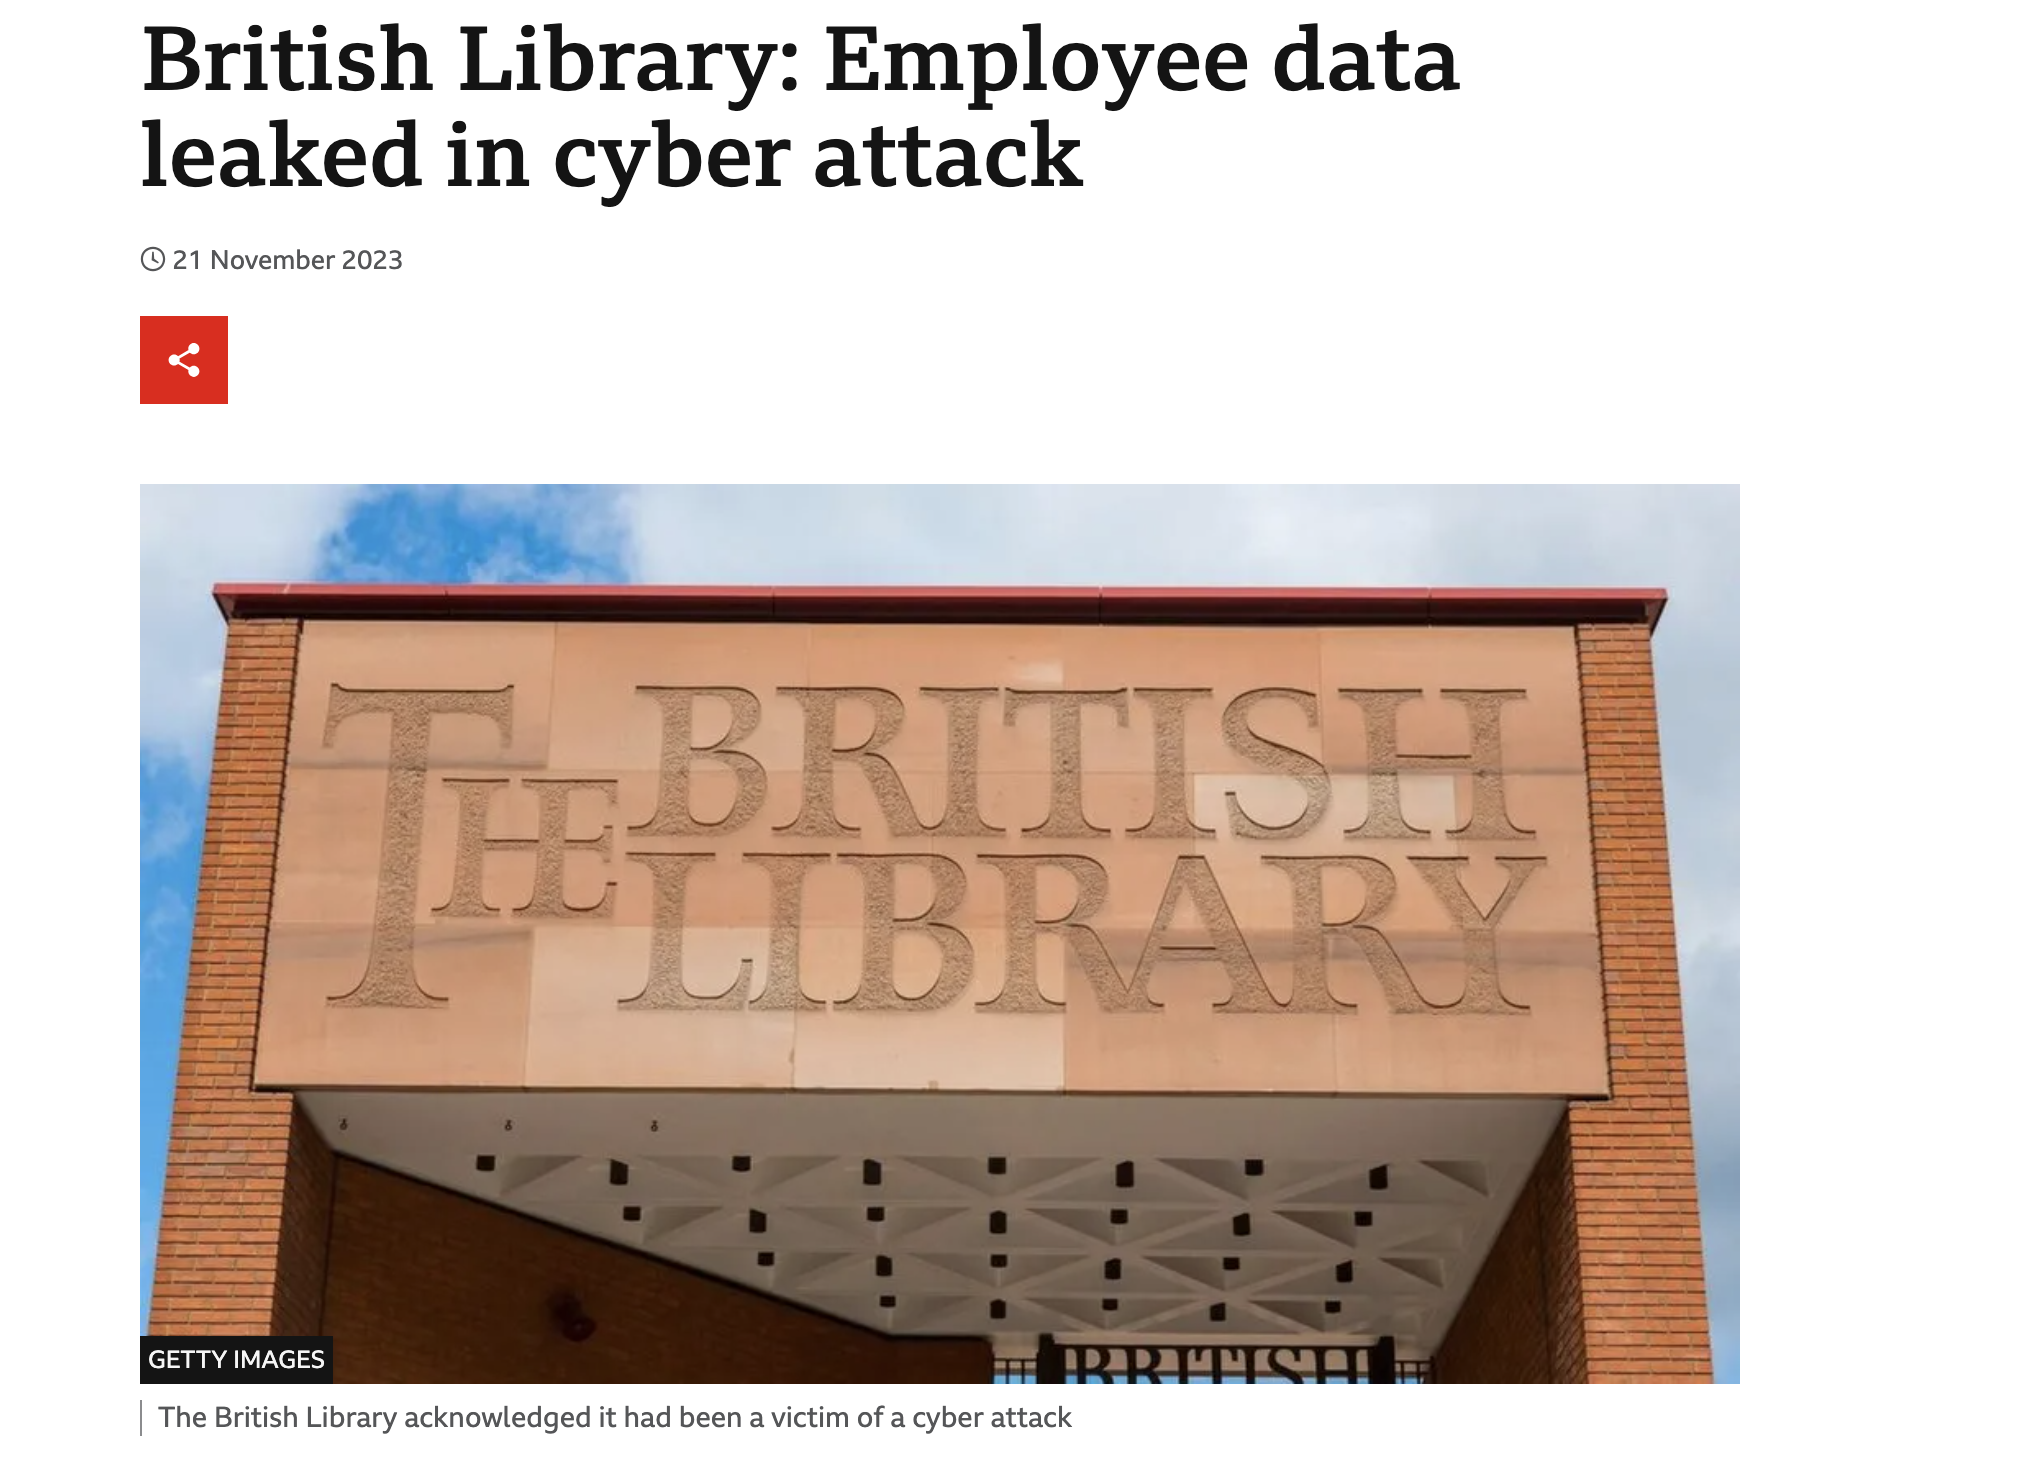 British Library: Employee data
leaked in cyber attack
21 November 2023
THE BRITISH
LIBRARY
BRITISH
GETTY IMAGES
The British Library acknowledged it had been a victim of a cyber attack